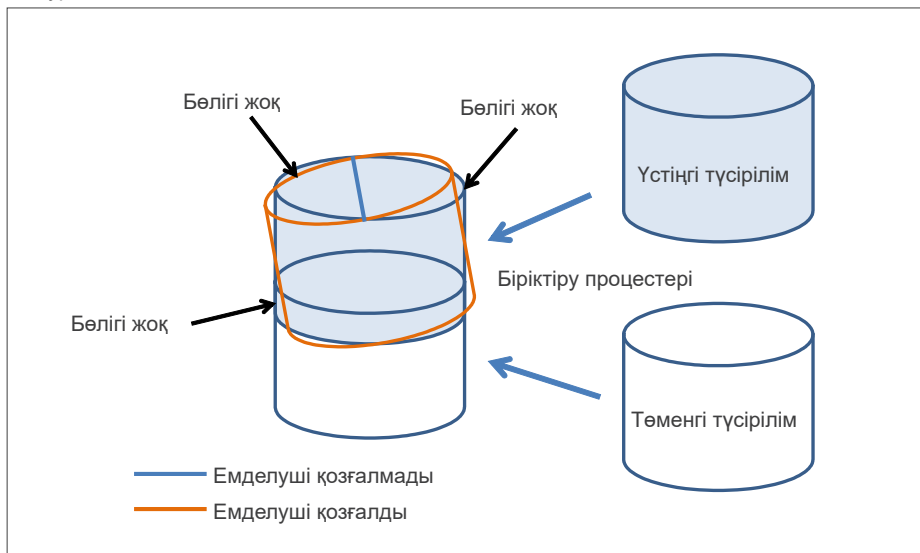 Бөлігі жоқ
Бөлігі жоқ
Үстіңгі түсірілім
Біріктіру процестері
Бөлігі жоқ
Төменгі түсірілім
Емделуші қозғалмады
Емделуші қозғалды